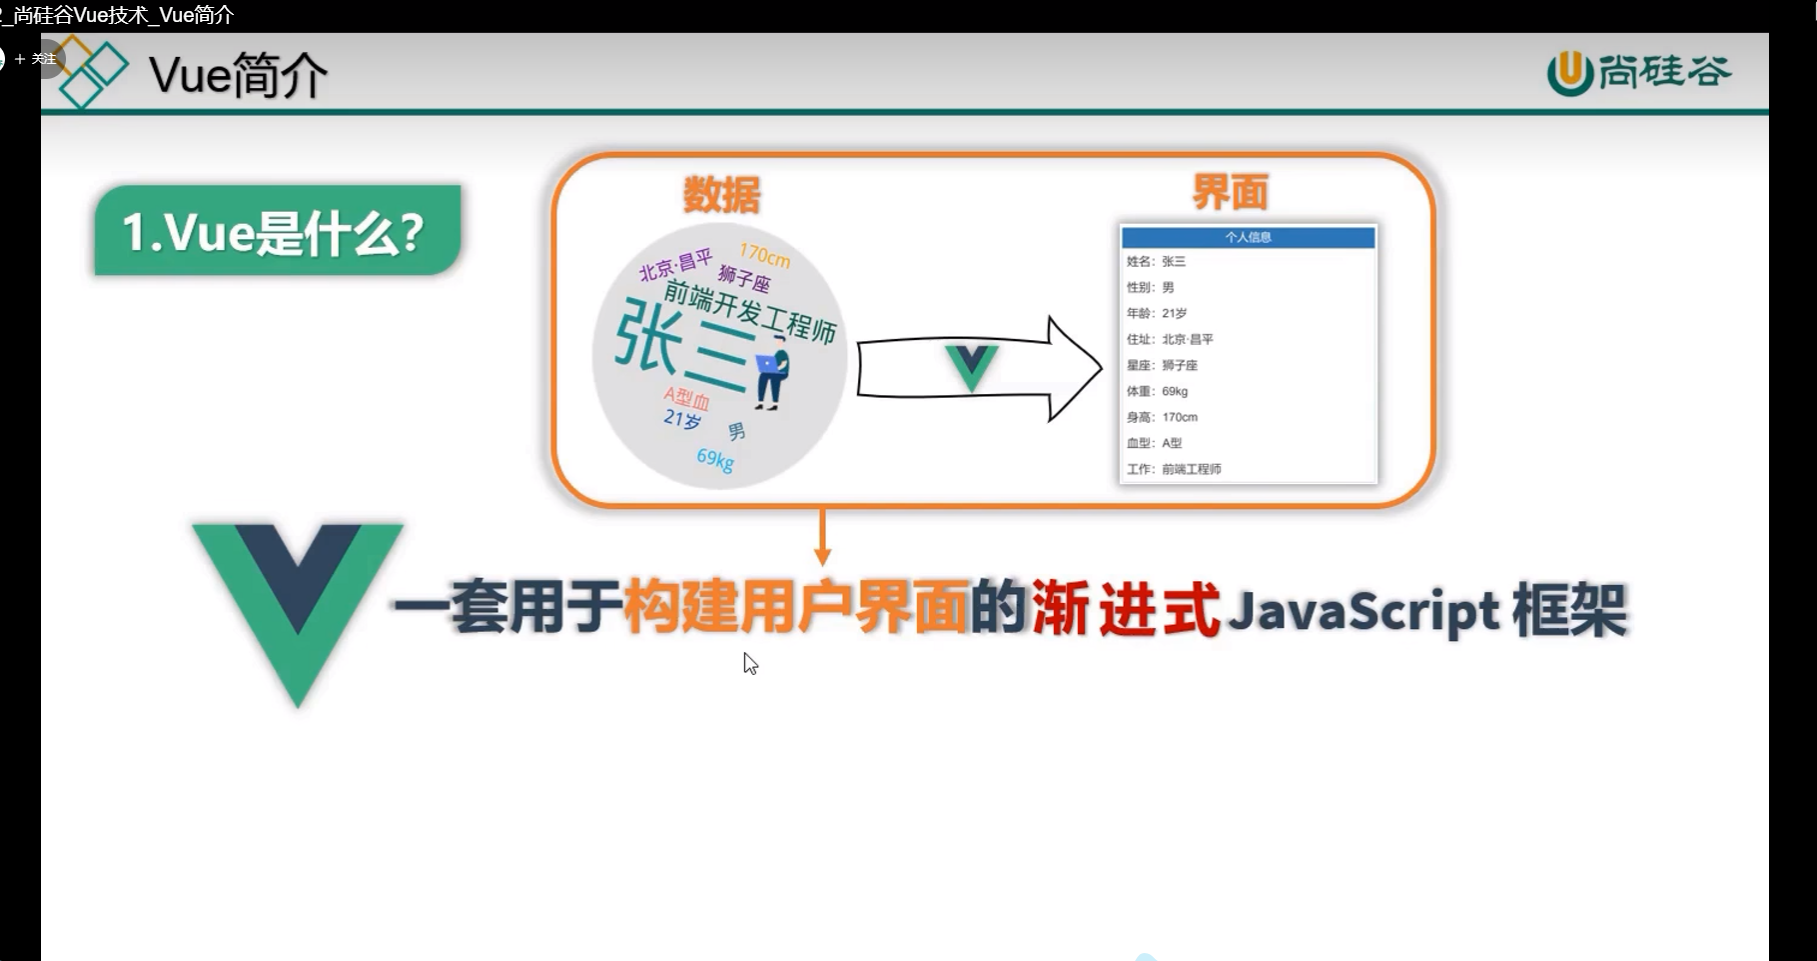 2_尚硅谷Vue技术_Vue简介
+ 关注
Vue简介
尚硅谷
1.Vue是什么？
数据
北京·昌平
170cm
狮子座
前端开发工程师
张三
A型血
21岁
男
69kg
界面
个人信息
姓名：张三
性别：男
年龄：21岁
住址：北京·昌平
星座：狮子座
体重：69kg
身高：170cm
血型：A型
工作：前端工程师
一套用于构建用户界面的渐进式JavaScript 框架